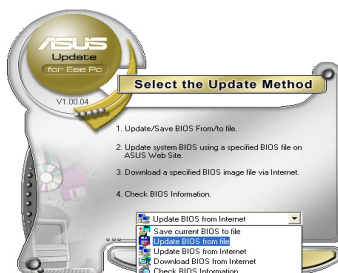 ASUS
Update
for Eee Pc
V1.00.04
Select the Update Method
1. Update/Save BIOS From/to file.
2. Update system BIOS using a specified BIOS file on
ASUS Web Site.
3. Download a specified BIOS image file via Internet.
4. Check BIOS Information.
Update BIOS from Internet
Save current BIOS to file
Update BIOS from file
Update BIOS from Internet
Download BIOS from Internet
Check BIOS Information